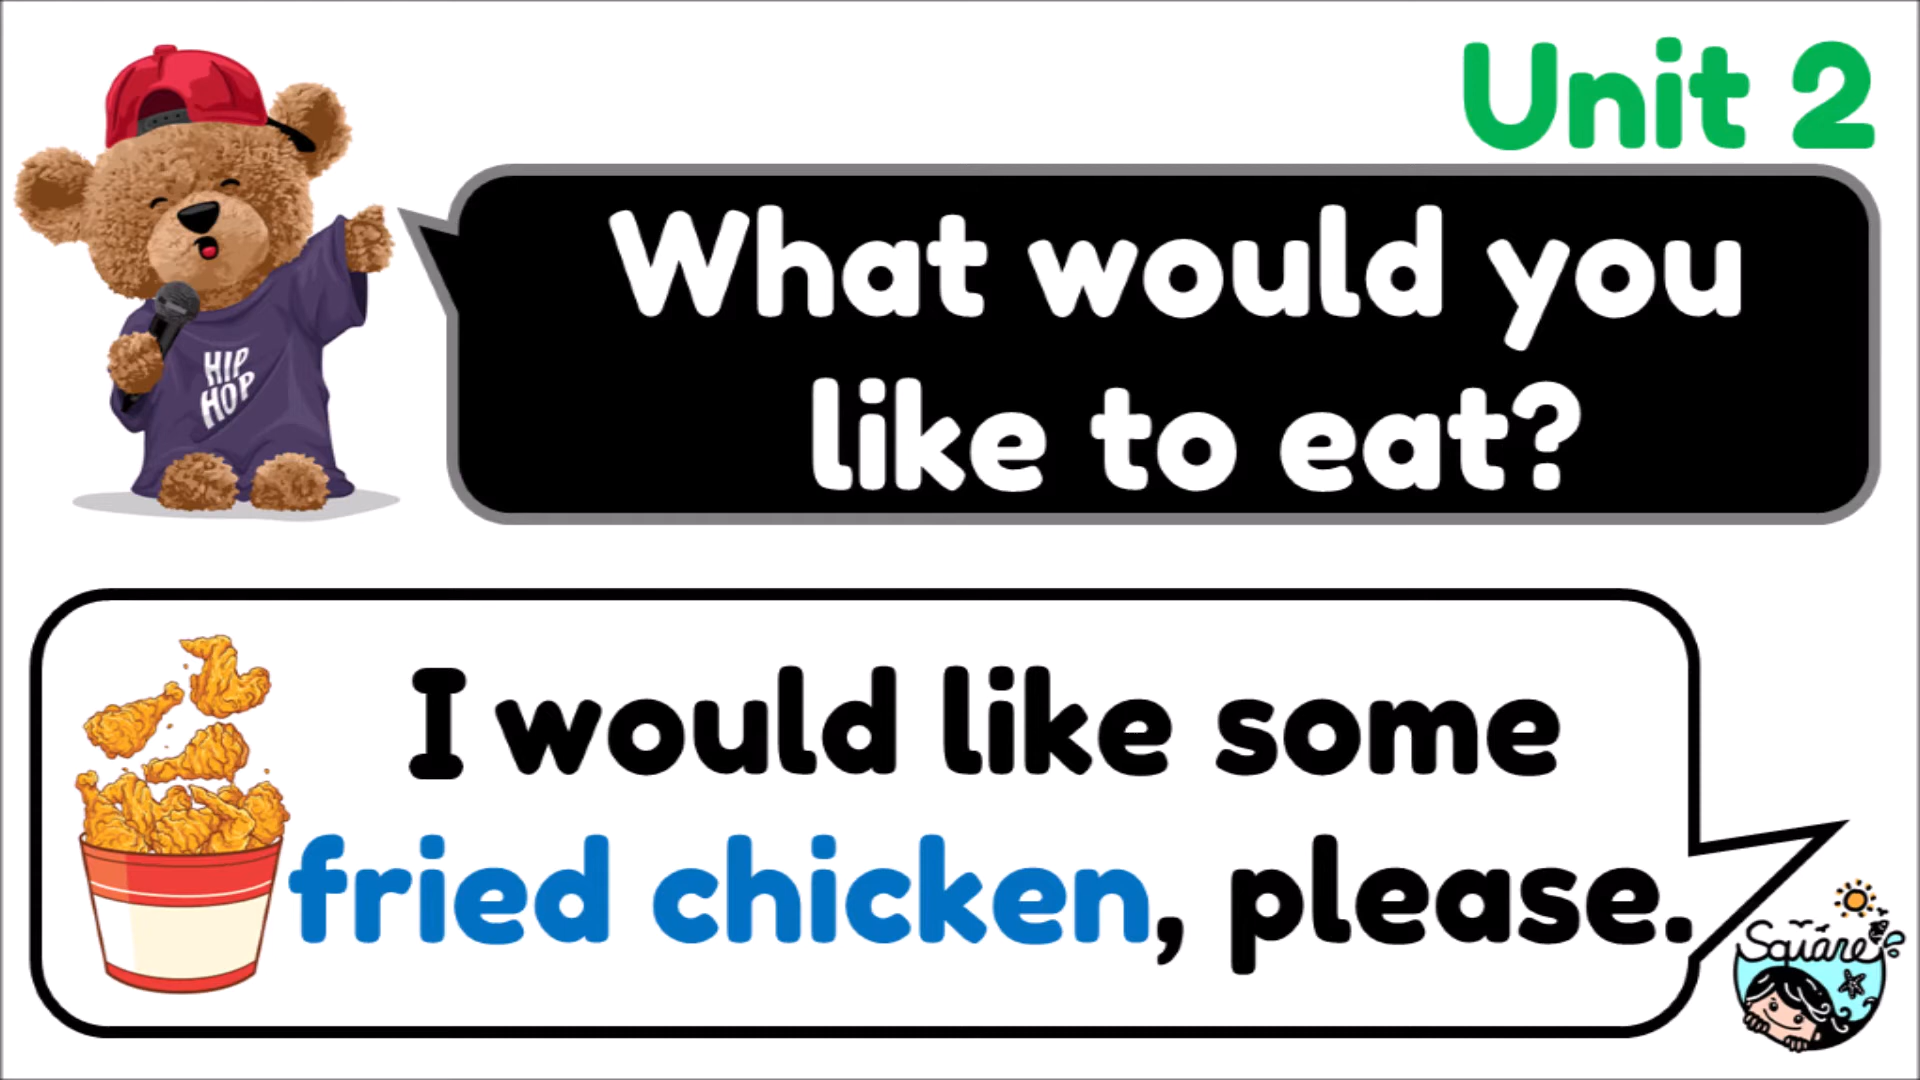 Unit 2
What would you
like to eat?
HIP
HOP
I would like some
fried chicken, please.
Square